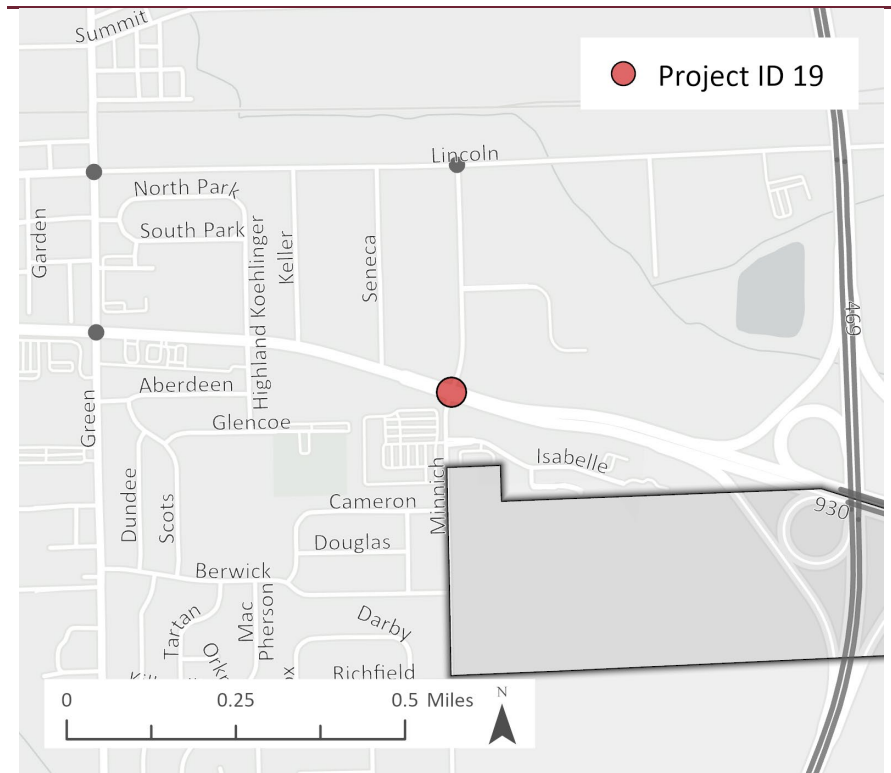 Summit
Project ID 19
Lincoln
North Park
South Park
Garden
Highland Koehlinger
Keller
Seneca
469
Aberdeen
Green
Glencoe
Isabelle
Minnich
Dundee
Scots
Cameron
930
Douglas
Berwick
Tartan
Mac
Pherson
Darby
Richfield
0 0.25 0.5 Miles
N